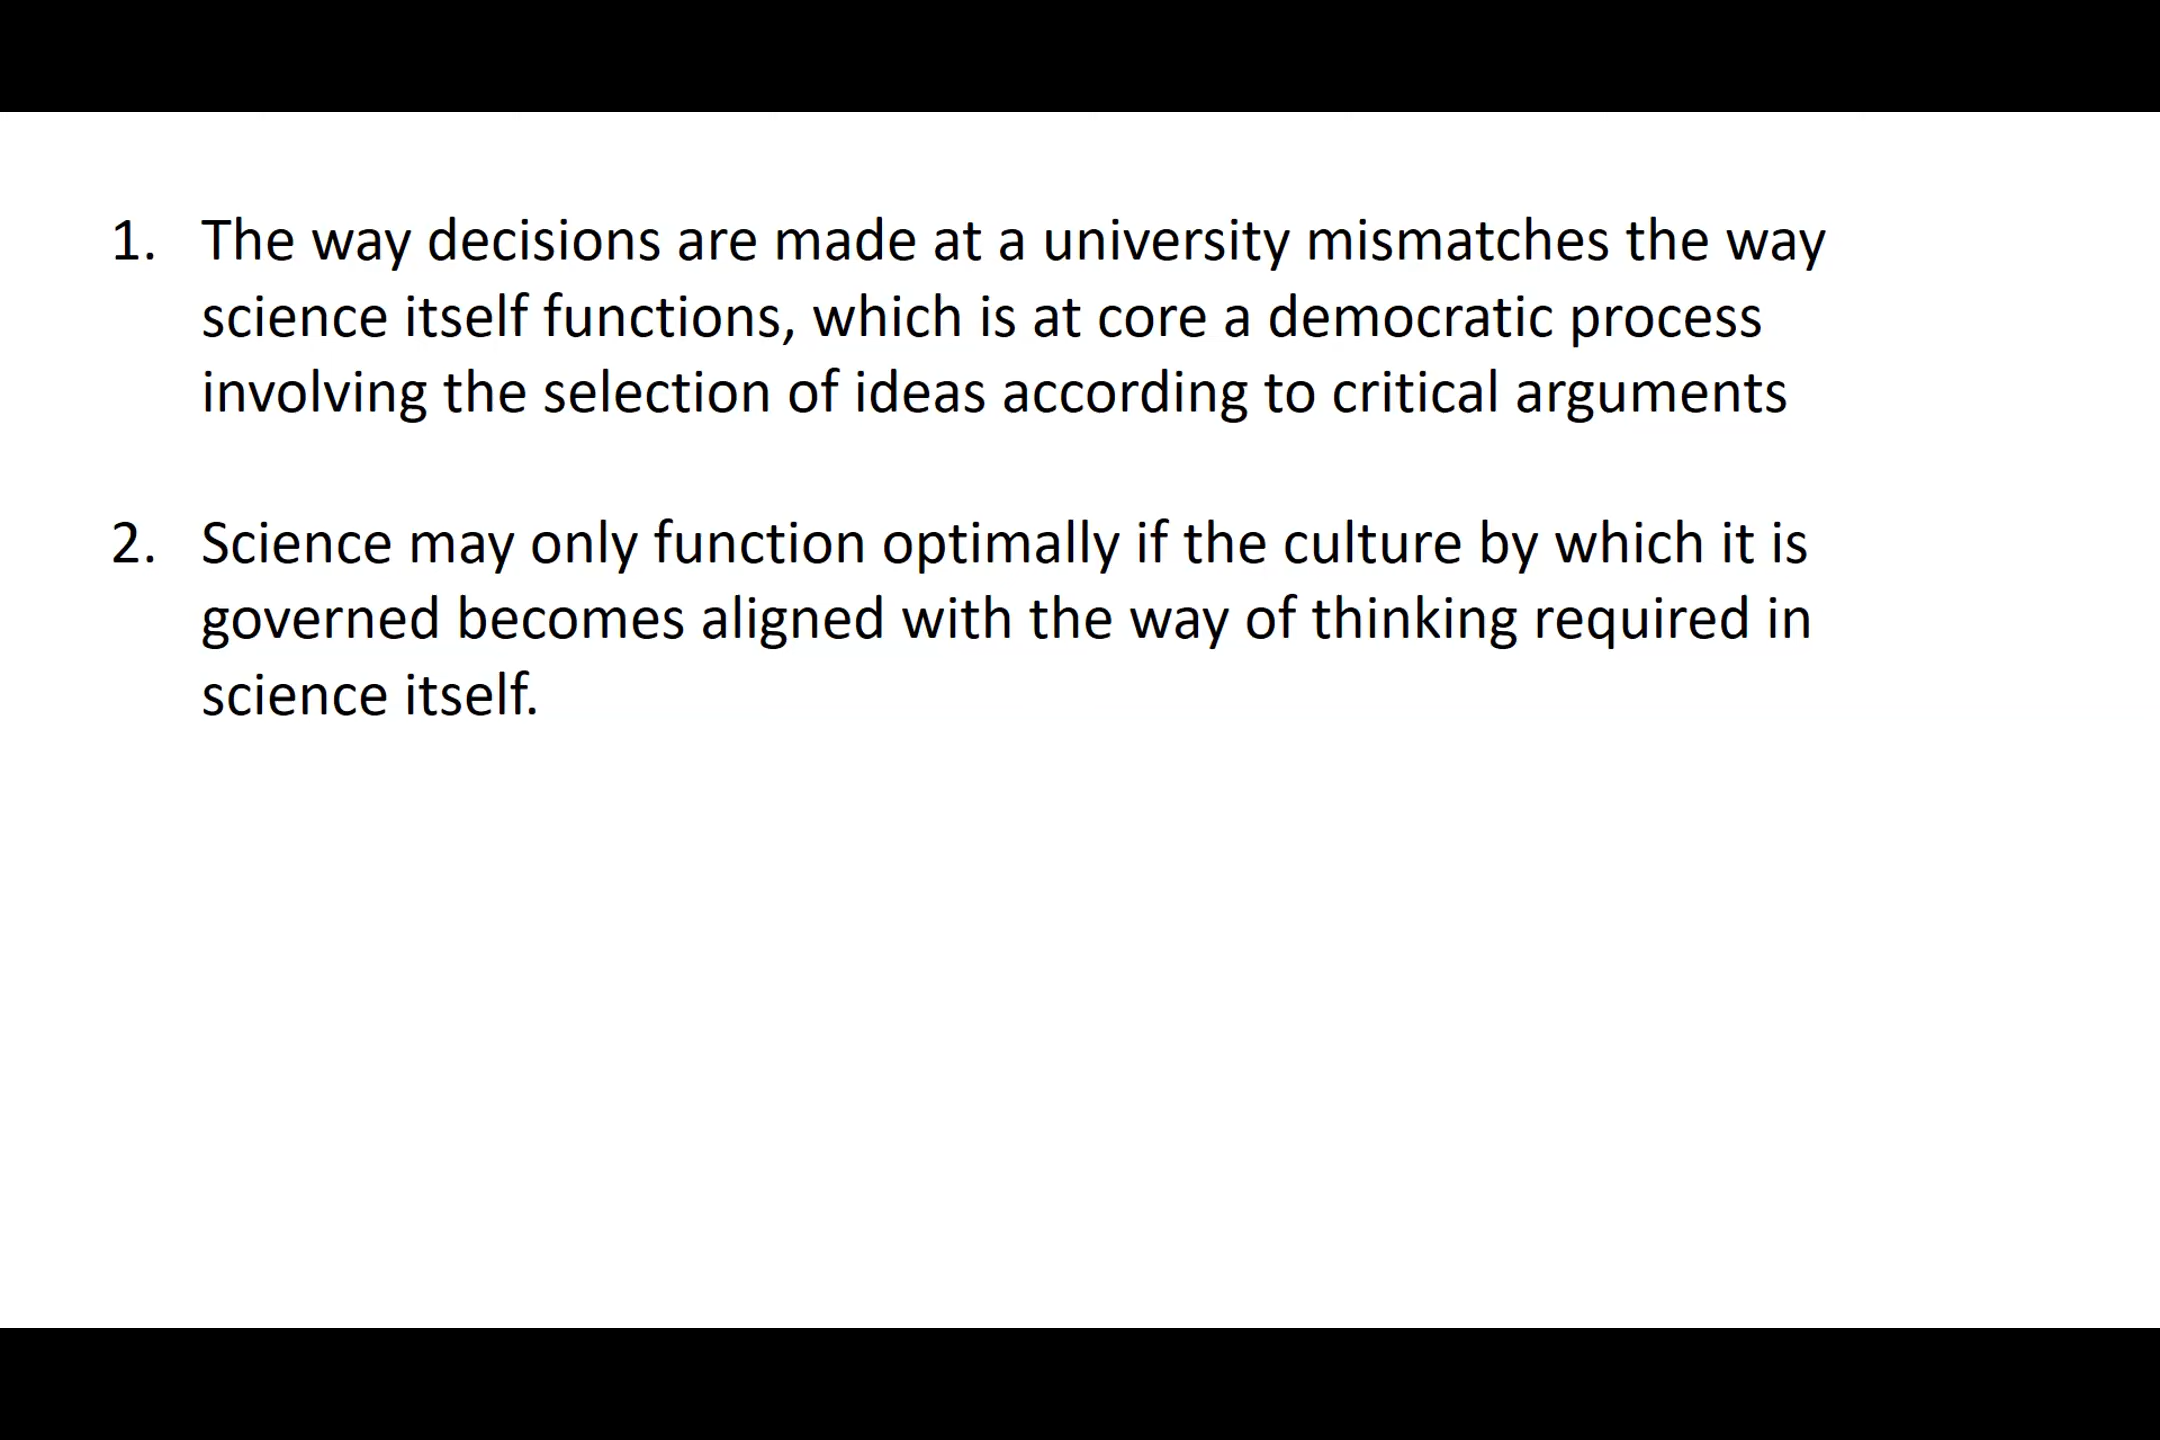 1. The way decisions are made at a university mismatches the way
science itself functions, which is at core a democratic process
involving the selection of ideas according to critical arguments
2. Science may only function optimally if the culture by which it is
governed becomes aligned with the way of thinking required in
science itself.